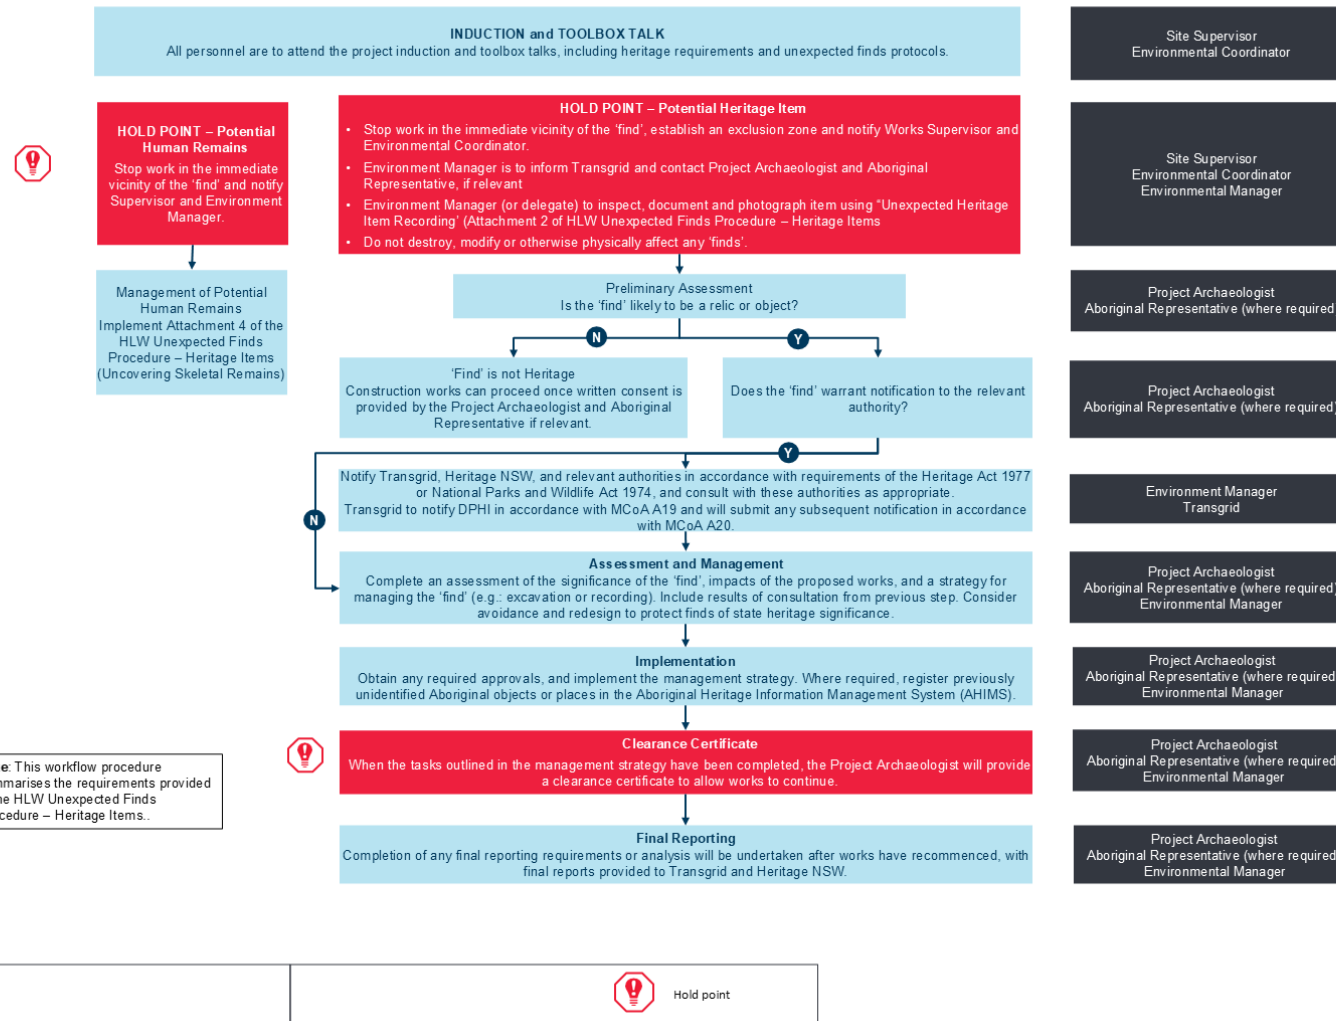 INDUCTION and TOOLBOX TALK
All personnel are to attend the project induction and toolbox talks, including heritage requirements and unexpected finds protocols.
Site Supervisor
Environmental Coordinator
HOLD POINT – Potential
Human Remains
Stop work in the immediate
vicinity of the ‘find’ and notify
Supervisor and Environment
Manager.
HOLD POINT – Potential Heritage Item
• Stop work in the immediate vicinity of the ‘find’, establish an exclusion zone and notify Works Supervisor and
Environmental Coordinator.
• Environment Manager is to inform Transgrid and contact Project Archaeologist and Aboriginal
Representative, if relevant
• Environment Manager (or delegate) to inspect, document and photograph item using “Unexpected Heritage
Item Recording’ (Attachment 2 of HLW Unexpected Finds Procedure – Heritage Items
• Do not destroy, modify or otherwise physically affect any ‘finds’.
Site Supervisor
Environmental Coordinator
Environmental Manager
Management of Potential
Human Remains
Implement Attachment 4 of the
HLW Unexpected Finds
Procedure – Heritage Items
(Uncovering Skeletal Remains)
Preliminary Assessment
Is the ‘find’ likely to be a relic or object?
Project Archaeologist
Aboriginal Representative (where required
N
Y
‘Find’ is not Heritage
Construction works can proceed once written consent is
provided by the Project Archaeologist and Aboriginal
Representative if relevant.
Does the ‘find’ warrant notification to the relevant
authority?
Project Archaeologist
Aboriginal Representative (where required)
Y
N
Notify Transgrid, Heritage NSW, and relevant authorities in accordance with requirements of the Heritage Act 1977
or National Parks and Wildlife Act 1974, and consult with these authorities as appropriate.
Transgrid to notify DPHI in accordance with MCoA A19 and will submit any subsequent notification in accordance
with MCoA A20.
Environment Manager
Transgrid
Assessment and Management
Complete an assessment of the significance of the ‘find’, impacts of the proposed works, and a strategy for
managing the ‘find’ (e.g.: excavation or recording). Include results of consultation from previous step. Consider
avoidance and redesign to protect finds of state heritage significance.
Project Archaeologist
Aboriginal Representative (where required)
Environmental Manager
Implementation
Obtain any required approvals, and implement the management strategy. Where required, register previously
unidentified Aboriginal objects or places in the Aboriginal Heritage Information Management System (AHIMS).
Project Archaeologist
Aboriginal Representative (where required
Environmental Manager
Clearance Certificate
When the tasks outlined in the management strategy have been completed, the Project Archaeologist will provide
a clearance certificate to allow works to continue.
Project Archaeologist
Aboriginal Representative (where required
Environmental Manager
e: This workflow procedure
marises the requirements provided
he HLW Unexpected Finds
cedure – Heritage Items..
Final Reporting
Completion of any final reporting requirements or analysis will be undertaken after works have recommenced, with
final reports provided to Transgrid and Heritage NSW.
Project Archaeologist
Aboriginal Representative (where required
Environmental Manager
Hold point